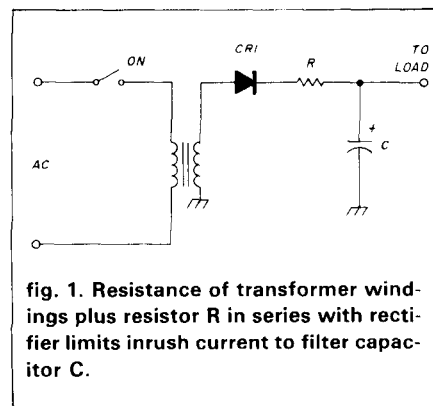 ON
CR1
R
TO
LOAD
AC
+
C
fig. 1. Resistance of transformer wind-
ings plus resistor R in series with recti-
fier limits inrush current to filter capac-
itor C.